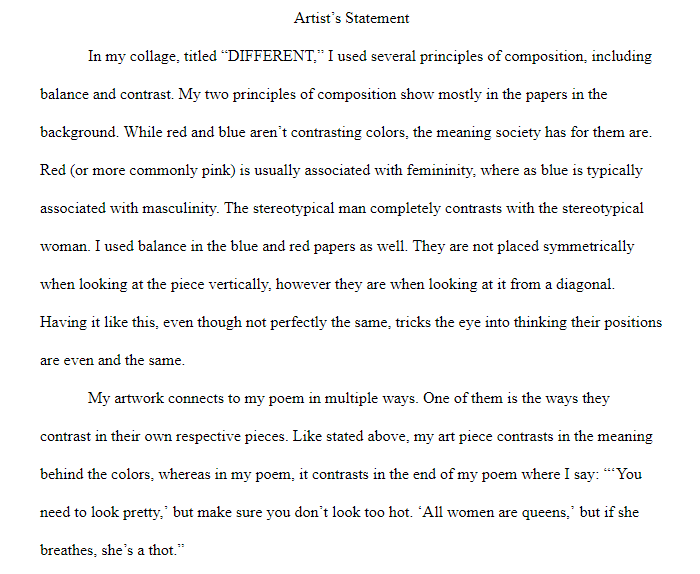 Artist's Statement
In my collage, titled “DIFFERENT,” I used several principles of composition, including
balance and contrast. My two principles of composition show mostly in the papers in the
background. While red and blue aren't contrasting colors, the meaning society has for them are.
Red (or more commonly pink) is usually associated with femininity, where as blue is typically
associated with masculinity. The stereotypical man completely contrasts with the stereotypical
woman. I used balance in the blue and red papers as well. They are not placed symmetrically
when looking at the piece vertically, however they are when looking at it from a diagonal.
Having it like this, even though not perfectly the same, tricks the eye into thinking their positions
are even and the same.
My artwork connects to my poem in multiple ways. One of them is the ways they
contrast in their own respective pieces. Like stated above, my art piece contrasts in the meaning
behind the colors, whereas in my poem, it contrasts in the end of my poem where I say: “‘You
need to look pretty,’ but make sure you don't look too hot. ‘All women are queens,’ but if she
breathes, she's a thot.”